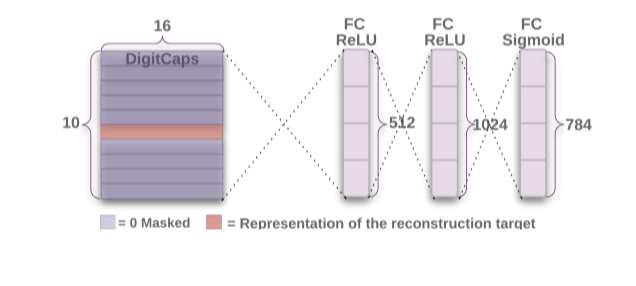 16
FC
ReLU
FC
ReLU
FC
Sigmoid
DigitCaps
10
512
1024
784
= 0 Masked
= Representation of the reconstruction target